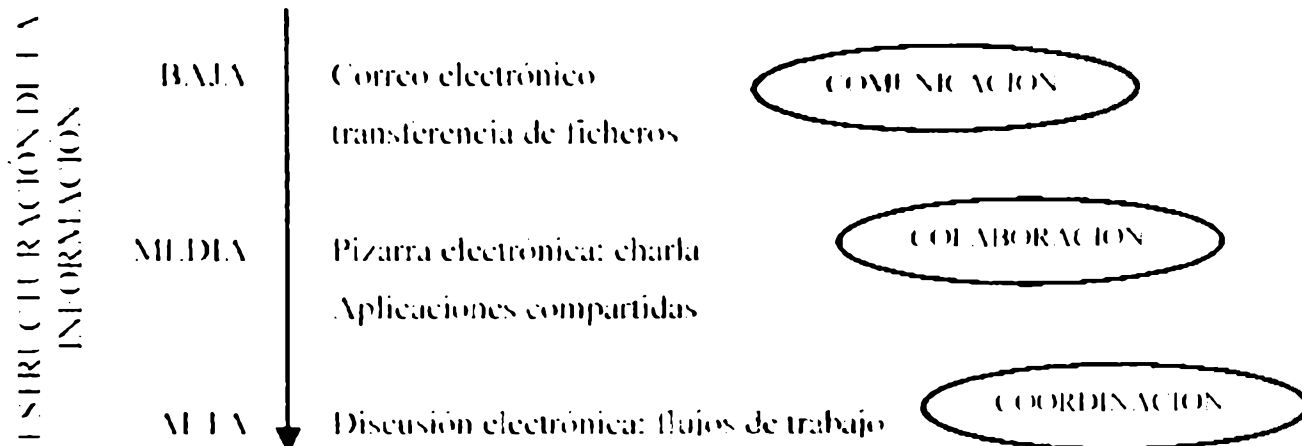 ESTRUCTURACIÓN DE LA
INFORMACIÓN
BAJA Correo electrónico COMUNICACION
transferencia de ficheros
MEDIA Pizarra electrónica: charla COLABORACION
Aplicaciones compartidas
ALTA Discusión electrónica: flujos de trabajo COORDINACION